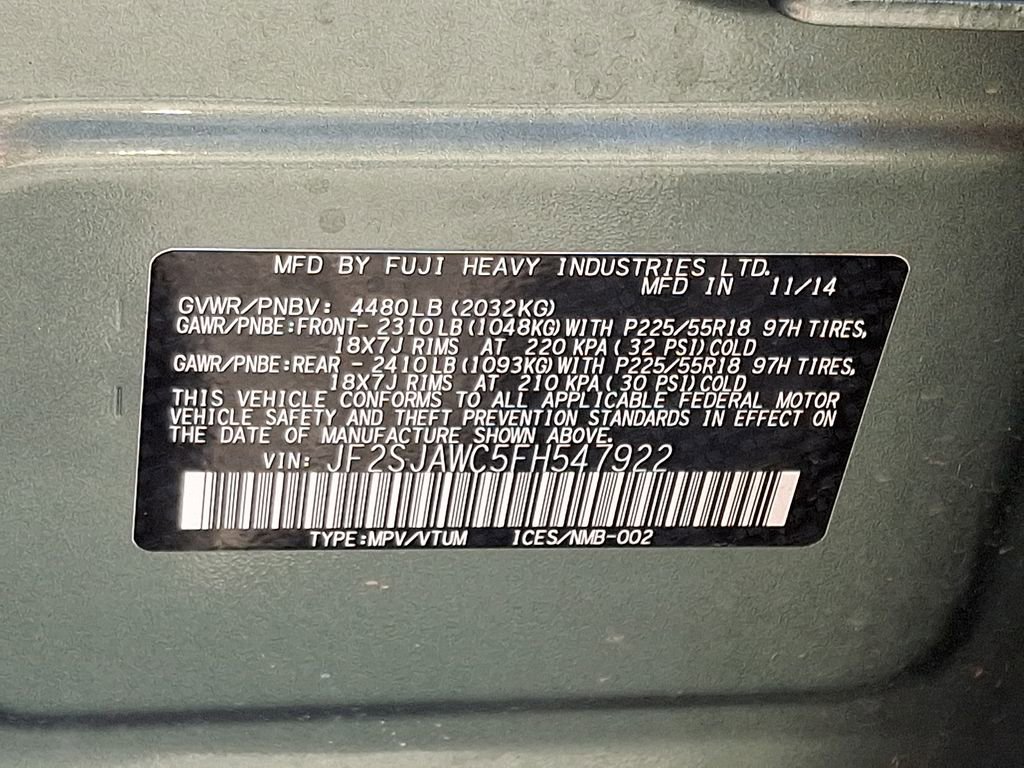 MFD BY FUJI HEAVY INDUSTRIES LTD.
MFD IN 11/14
GVWR/PNBV: 4480LB (2032KG)
GAWR/PNBE:FRONT- 2310LB (1048KG) WITH P225/55R18 97H TIRES,
18X7J RIMS AT 220 KPA ( 32 PSI) COLD
GAWR/PNBE:REAR - 2410LB (1093KG) WITH P225/55R18 97H TIRES,
18X7J RIMS AT 210 KPA ( 30 PSI) COLD
THIS VEHICLE CONFORMS TO ALL APPLICABLE FEDERAL MOTOR
VEHICLE SAFETY AND THEFT PREVENTION STANDARDS IN EFFECT ON
THE DATE OF MANUFACTURE SHOWN ABOVE.
VIN: JF2SJAWC5FH547922
TYPE:MPV/VTUM ICES/NMB-002